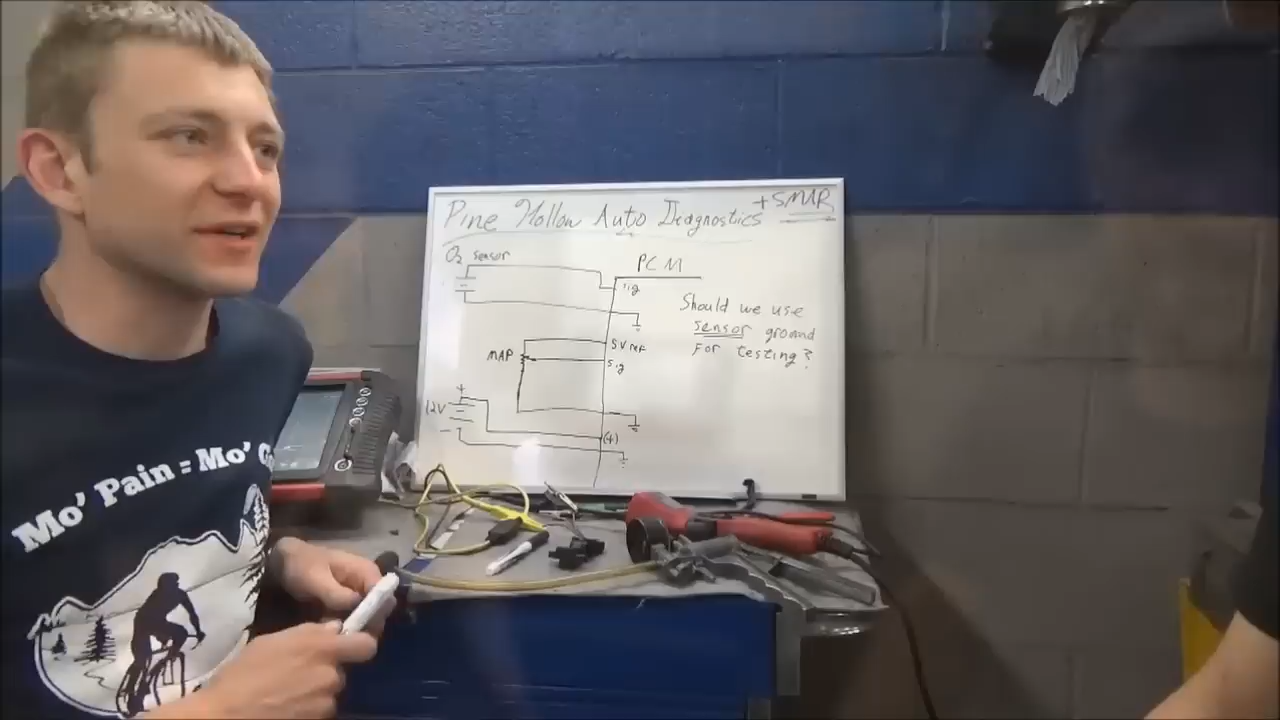 Pine Hollow Auto Diagnostics + SMAR
O₂ sensor
PCM
sig
Should we use
sensor ground
for testing?
MAP
5V ref
sig
+
12V
-
(+)
Mo' Pain = Mo'